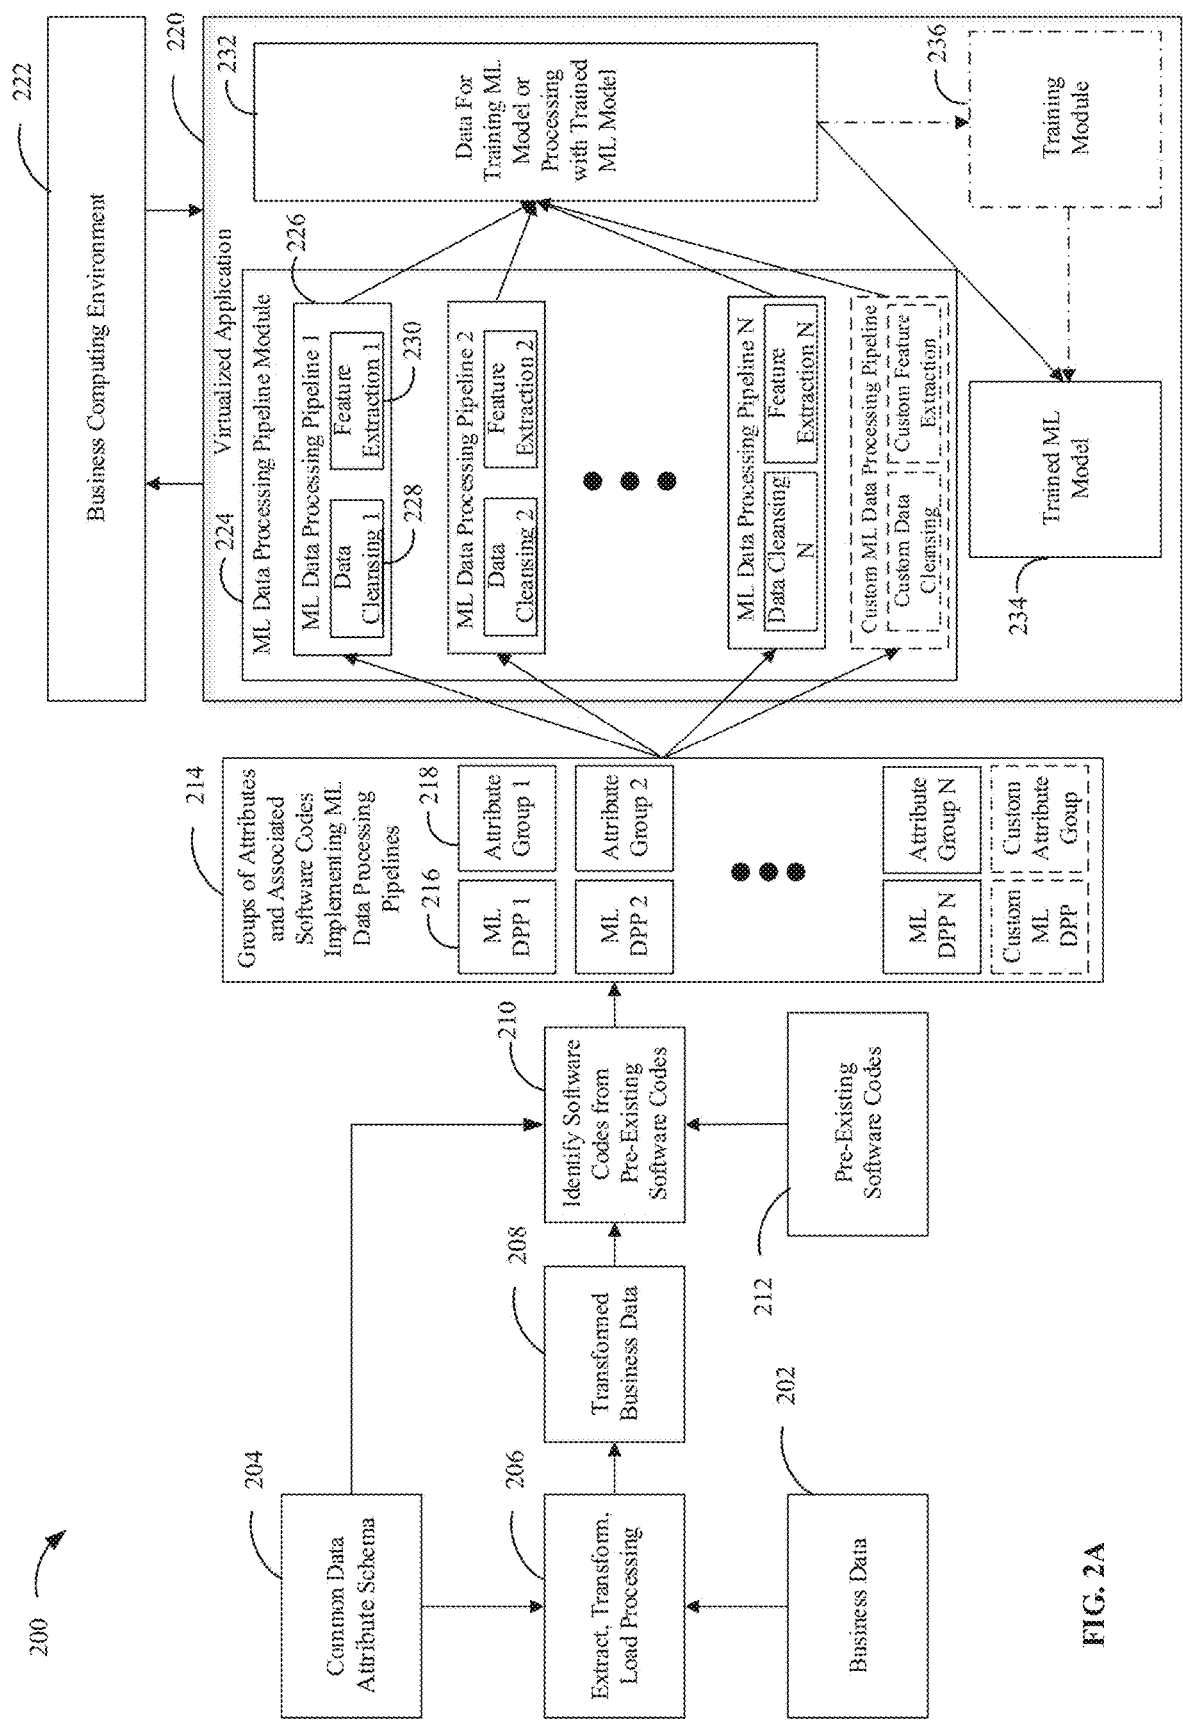 200
204
Common Data
Attribute Schema
206
Extract, Transform,
Load Processing
202
Business Data
208
Transformed
Business Data
210
Identify Software
Codes from
Pre-Existing
Software Codes
212
Pre-Existing
Software Codes
214
Groups of Attributes
and Associated
Software Codes
Implementing ML
Data Processing
Pipelines
216
218
ML
DPP 1
Attribute
Group 1
ML
DPP 2
Attribute
Group 2
ML
DPP N
Attribute
Group N
Custom
ML
DPP
Custom
Attribute
Goup
222
Business Computing Environment
220
Virtualized Application
224
ML Data Processing Pipeline Module
226
ML Data Processing Pipeline 1
Data
Cleansing 1
228
Feature
Extraction 1
230
ML Data Processing Pipeline 2
Data
Cleansing 2
Feature
Extraction 2
ML Data Processing Pipeline N
Data Cleansing
N
Feature
Extraction N
Custom ML Data Processing Pipeline
Custom Data
Cleansing
Custom Feature
Extraction
232
Data For
Training ML
Model or
Processing
with Trained
ML Model
234
Trained ML
Model
236
Training
Module
FIG. 2A